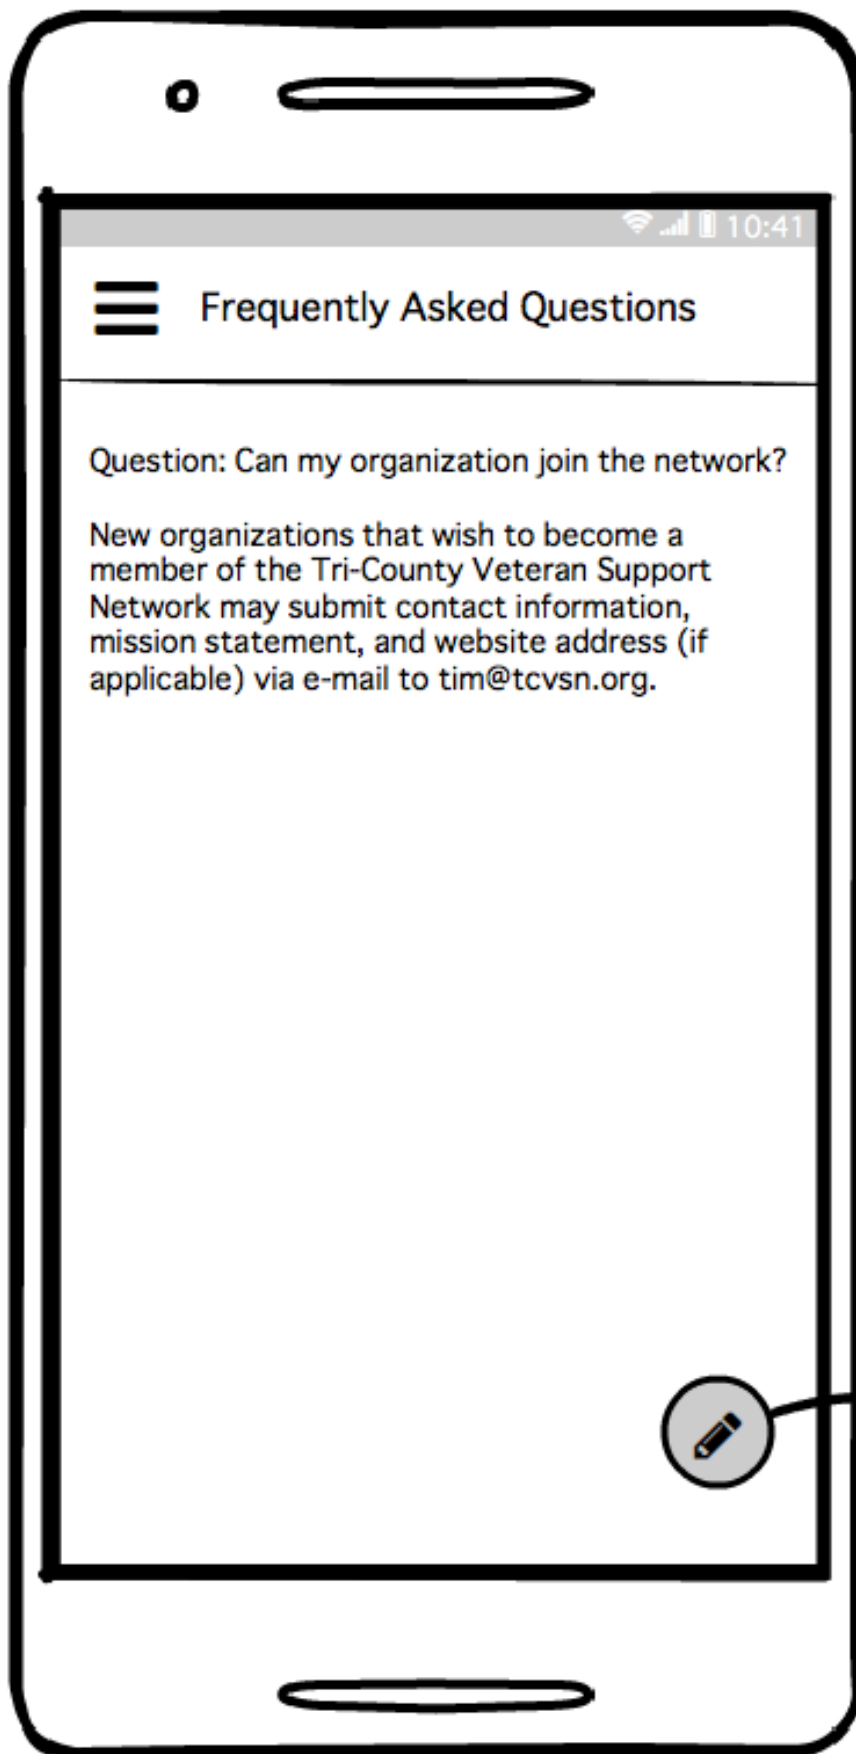 10:41
Frequently Asked Questions
Question: Can my organization join the network?
New organizations that wish to become a
member of the Tri-County Veteran Support
Network may submit contact information,
mission statement, and website address (if
applicable) via e-mail to tim@tcvsn.org.